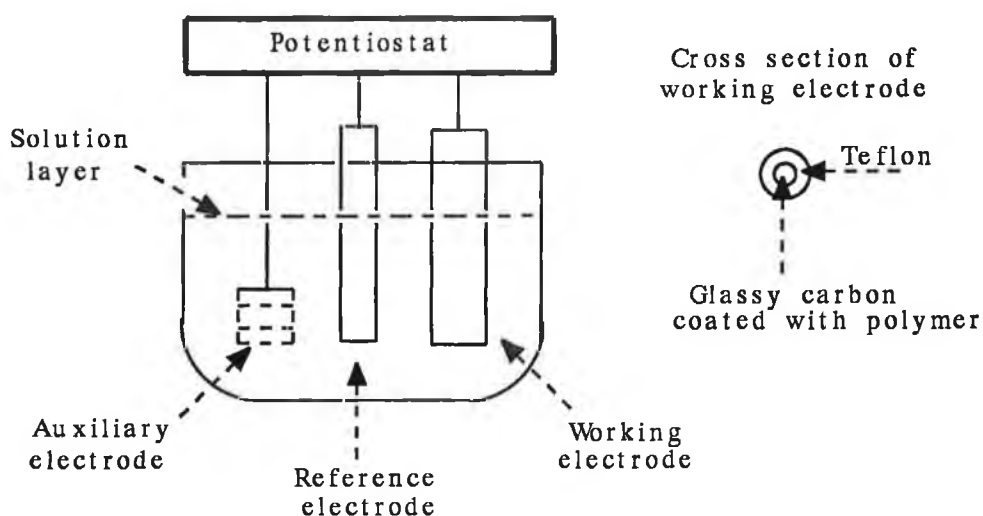 Potentiostat
Cross section of
working electrode
Solution
layer
Teflon
Glassy carbon
coated with polymer
Auxiliary
electrode
Reference
electrode
Working
electrode